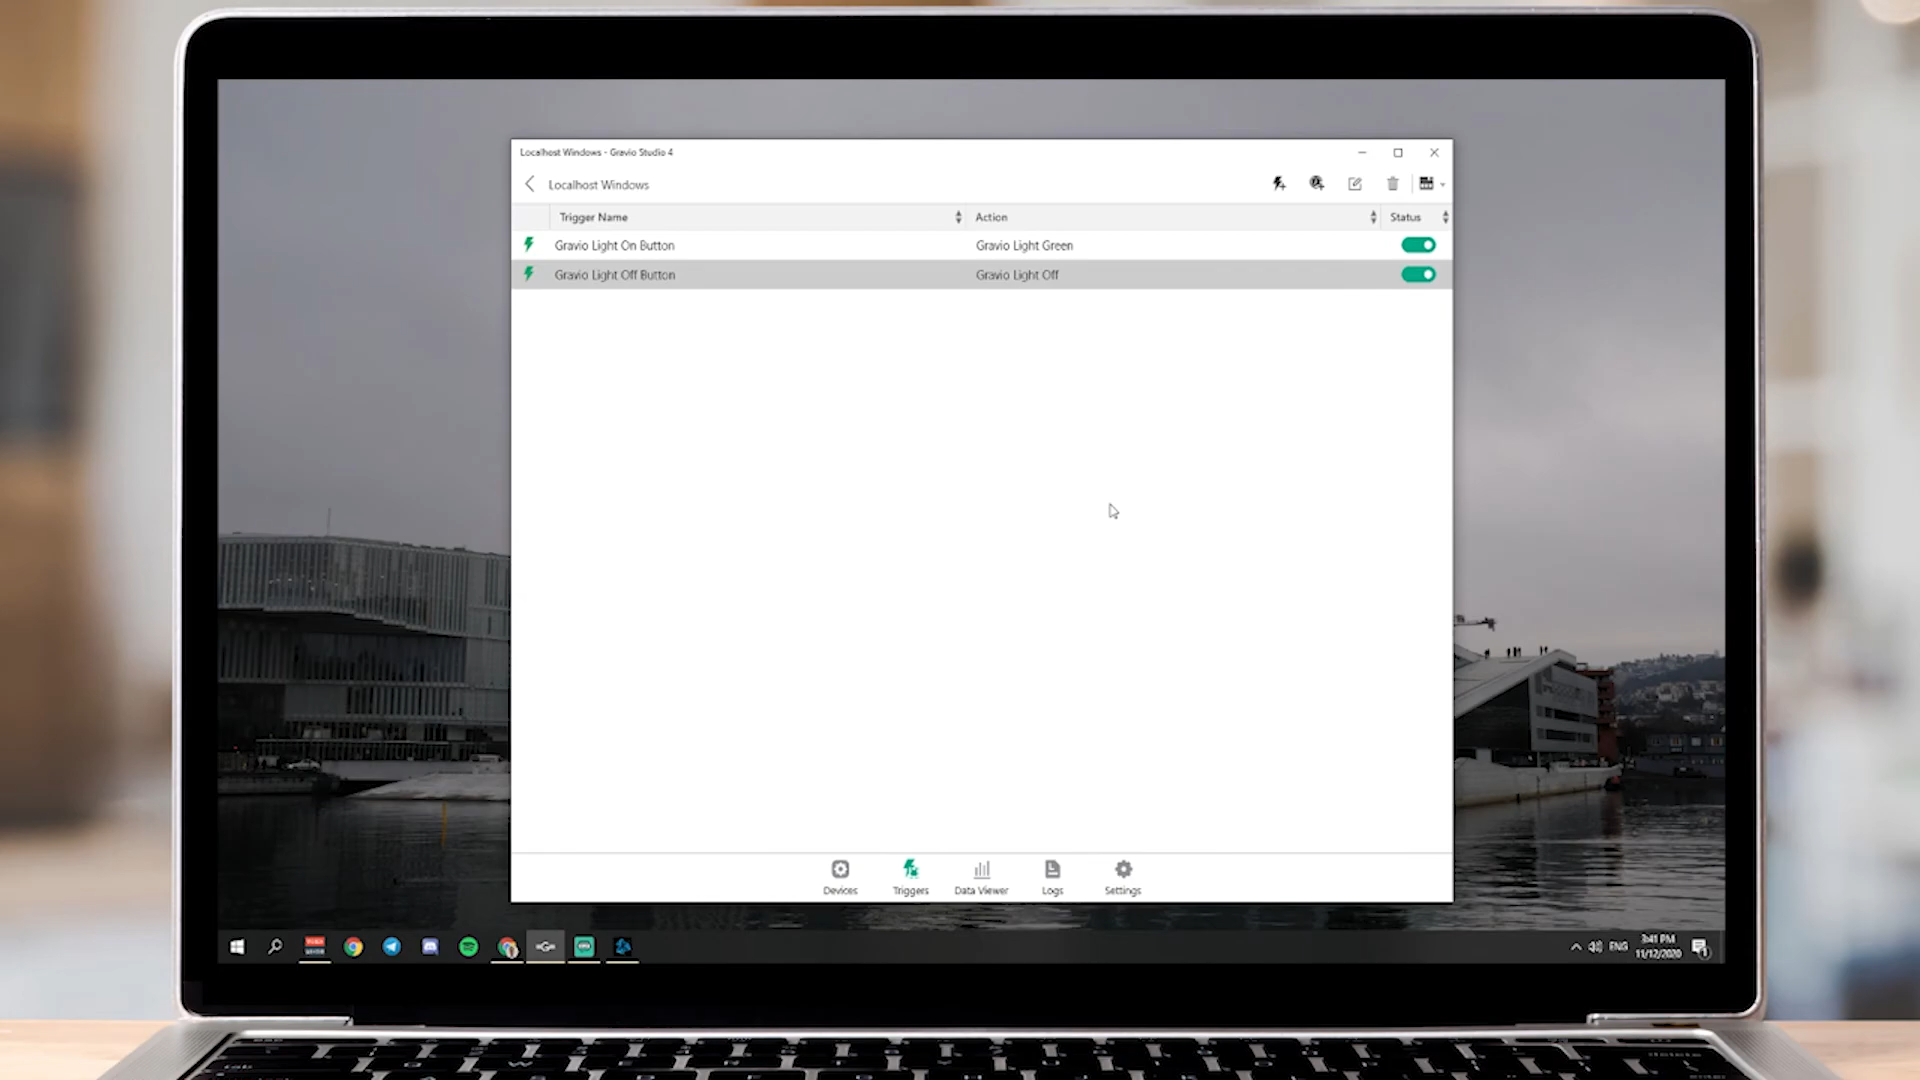 Localhost Windows - Gravio Studio 4
Localhost Windows
Trigger Name Action Status
Gravio Light On Button Gravio Light Green
Gravio Light Off Button Gravio Light Off
Devices Triggers Data Viewer Logs Settings
ENG 3:41 PM
11/12/2020
delete